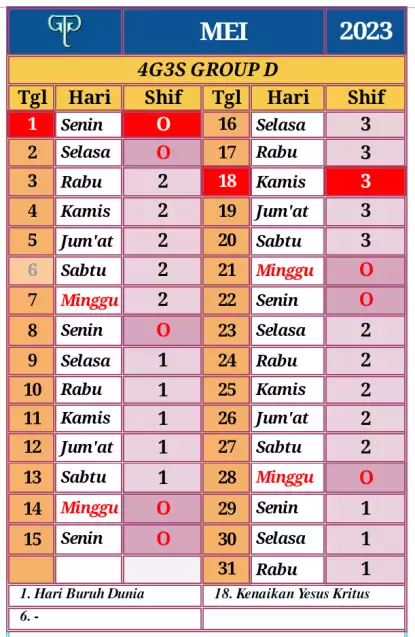 MEI 2023
4G3S GROUP D
Tgl Hari Shif Tgl Hari Shif
1 Senin O 16 Selasa 3
2 Selasa O 17 Rabu 3
3 Rabu 2 18 Kamis 3
4 Kamis 2 19 Jum'at 3
5 Jum'at 2 20 Sabtu 3
6 Sabtu 2 21 Minggu O
7 Minggu 2 22 Senin O
8 Senin O 23 Selasa 2
9 Selasa 1 24 Rabu 2
10 Rabu 1 25 Kamis 2
11 Kamis 1 26 Jum'at 2
12 Jum'at 1 27 Sabtu 2
13 Sabtu 1 28 Minggu O
14 Minggu O 29 Senin 1
15 Senin O 30 Selasa 1
31 Rabu 1
1. Hari Buruh Dunia 18. Kenaikan Yesus Kritus
6. -